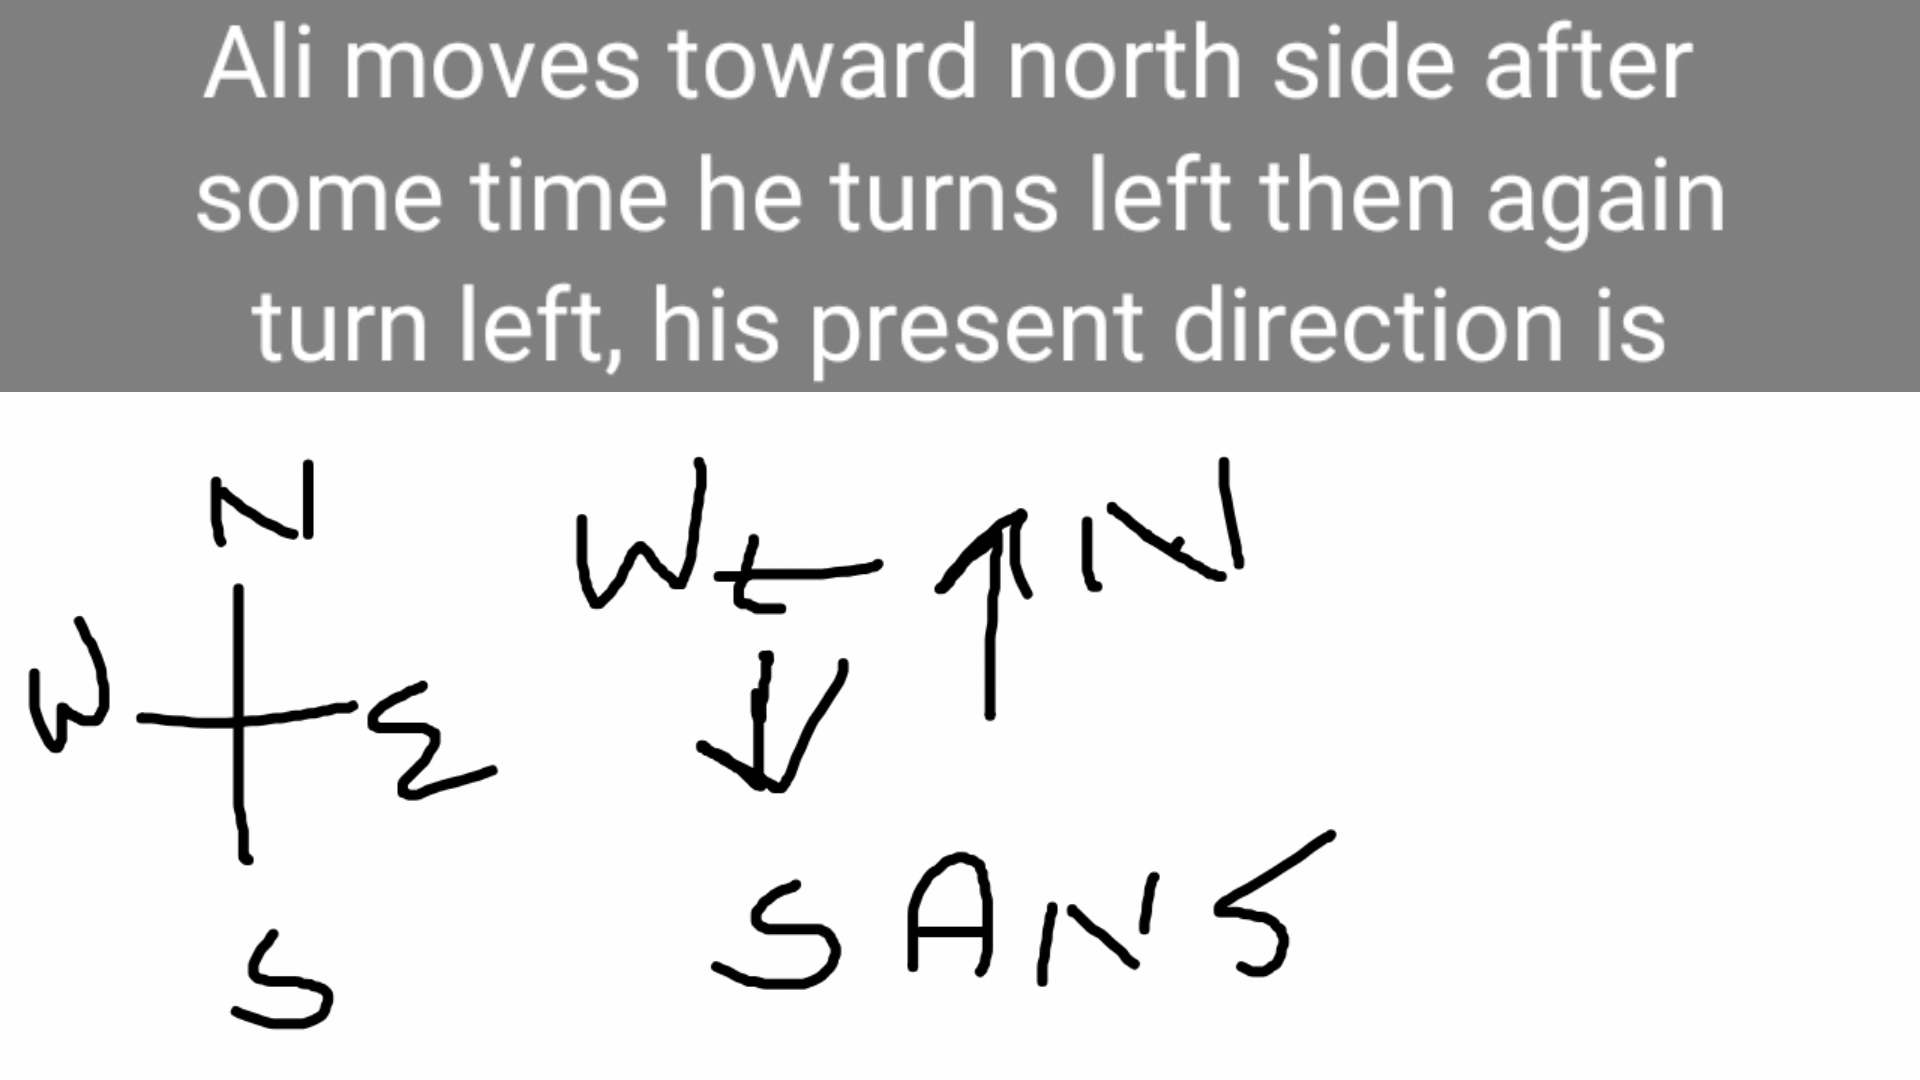 Ali moves toward north side after
some time he turns left then again
turn left, his present direction is
N
W E
S
W N
S ANS